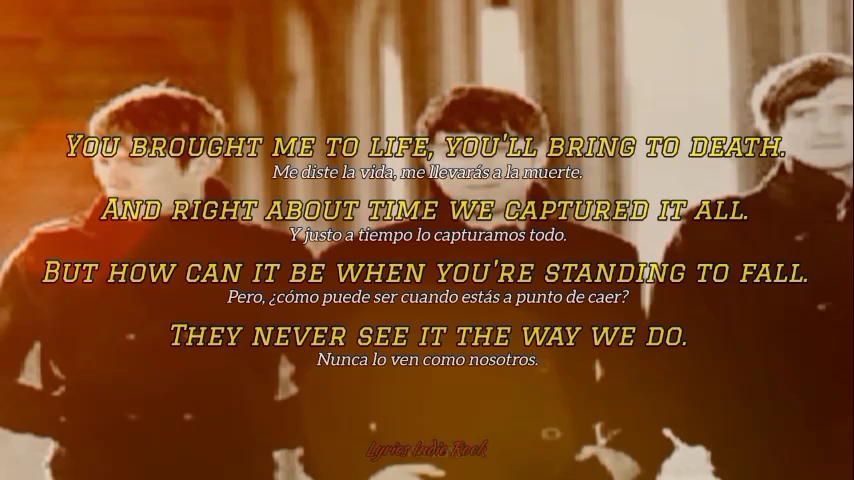 You brought me to life, you'll bring to death.
Me diste la vida, me llevarás a la muerte.
And right about time we captured it all.
Y justo a tiempo lo capturamos todo.
But how can it be when you're standing to fall.
Pero, ¿cómo puede ser cuando estás a punto de caer?
They never see it the way we do.
Nunca lo ven como nosotros.
Lyrics Indie Rock